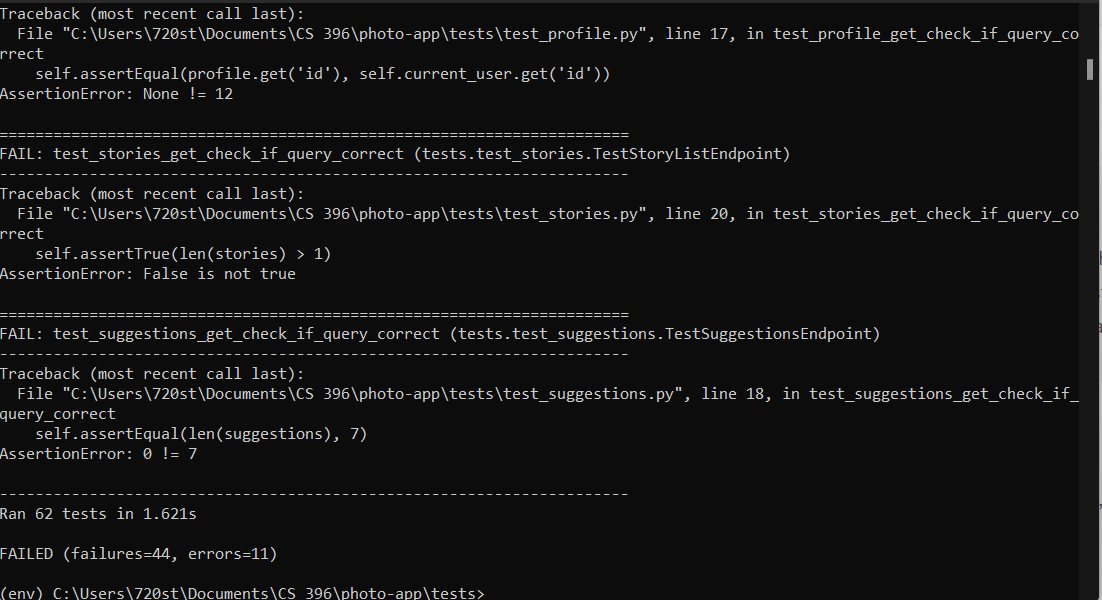 Traceback (most recent call last):
  File "C:\Users\720st\Documents\CS 396\photo-app\tests\test_profile.py", line 17, in test_profile_get_check_if_query_co
rrect
    self.assertEqual(profile.get('id'), self.current_user.get('id'))
AssertionError: None != 12
======================================================================
FAIL: test_stories_get_check_if_query_correct (tests.test_stories.TestStoryListEndpoint)
----------------------------------------------------------------------
Traceback (most recent call last):
  File "C:\Users\720st\Documents\CS 396\photo-app\tests\test_stories.py", line 20, in test_stories_get_check_if_query_co
rrect
    self.assertTrue(len(stories) > 1)
AssertionError: False is not true
======================================================================
FAIL: test_suggestions_get_check_if_query_correct (tests.test_suggestions.TestSuggestionsEndpoint)
----------------------------------------------------------------------
Traceback (most recent call last):
  File "C:\Users\720st\Documents\CS 396\photo-app\tests\test_suggestions.py", line 18, in test_suggestions_get_check_if_
query_correct
    self.assertEqual(len(suggestions), 7)
AssertionError: 0 != 7
----------------------------------------------------------------------
Ran 62 tests in 1.621s
FAILED (failures=44, errors=11)
(env) C:\Users\720st\Documents\CS 396\photo-app\tests>